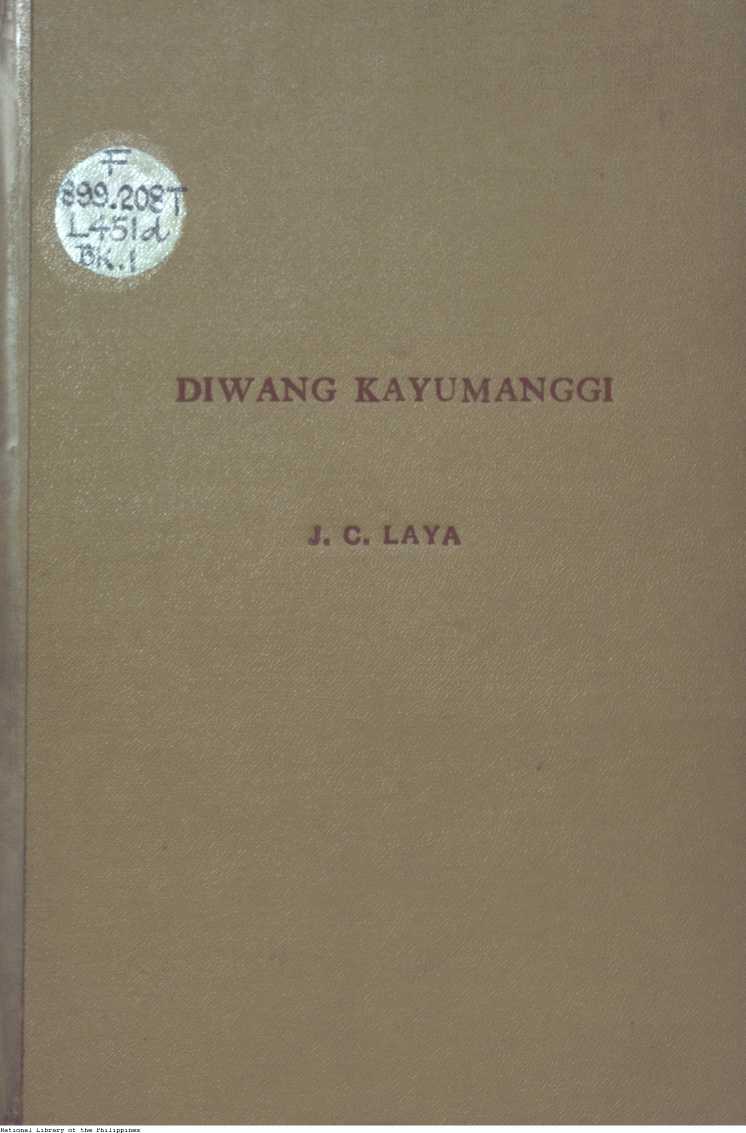 F
899.208T
L451d
BK.1
DIWANG KAYUMANGGI
J. C. LAYA
National Library of the Philippines